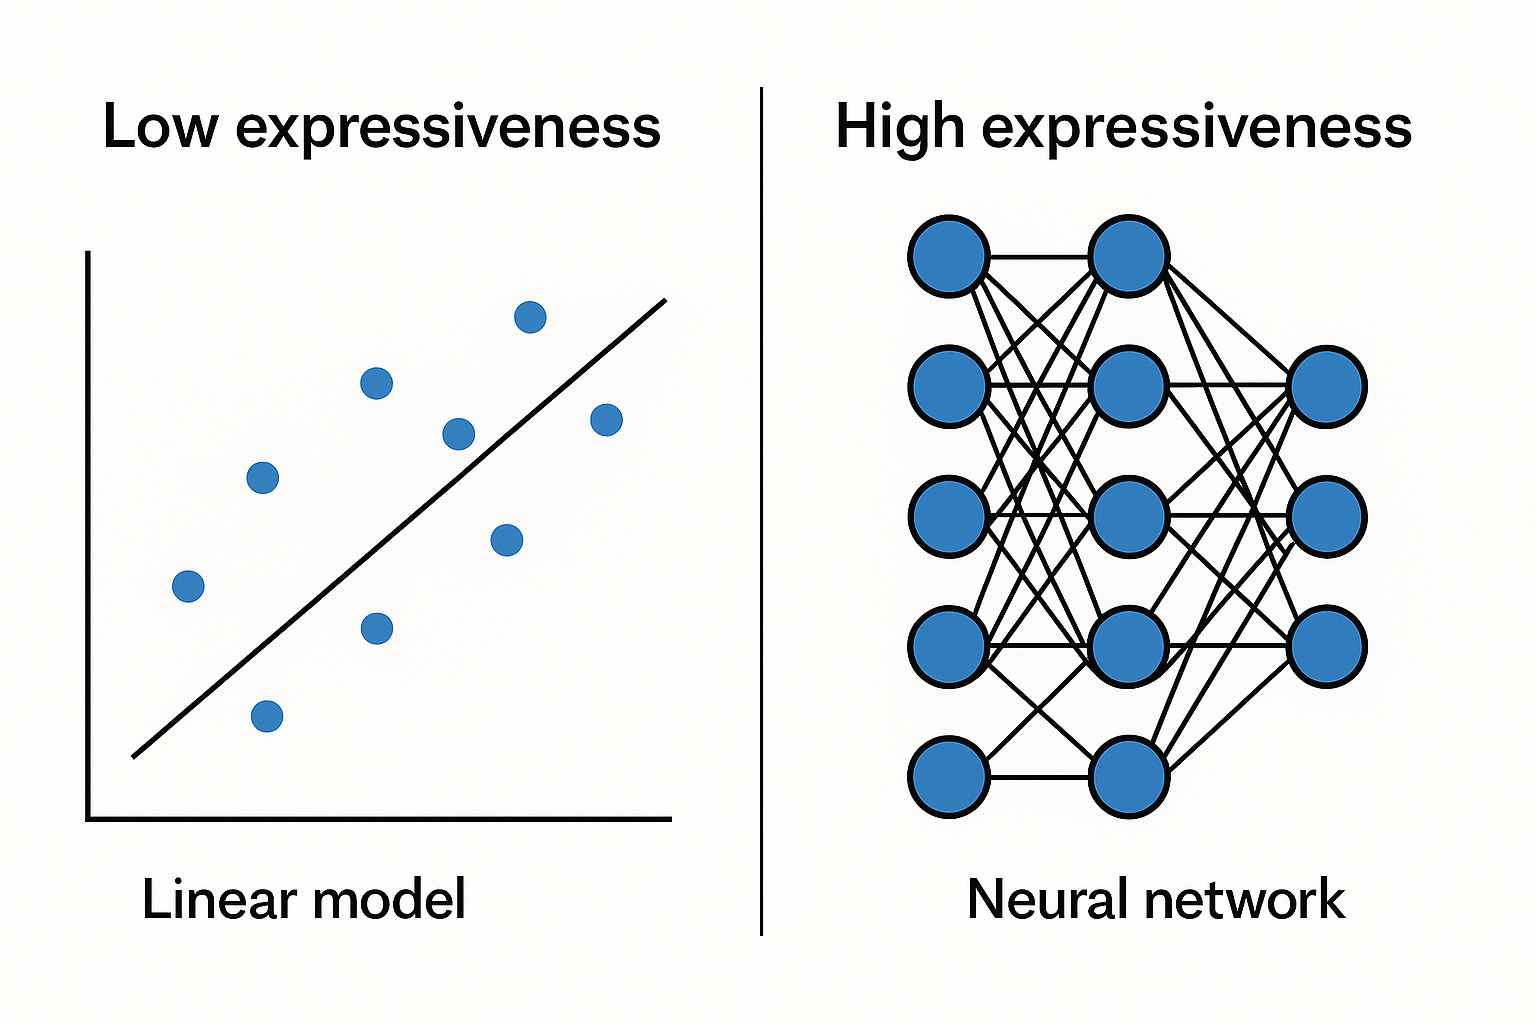 Low expressiveness
Linear model
High expressiveness
Neural network